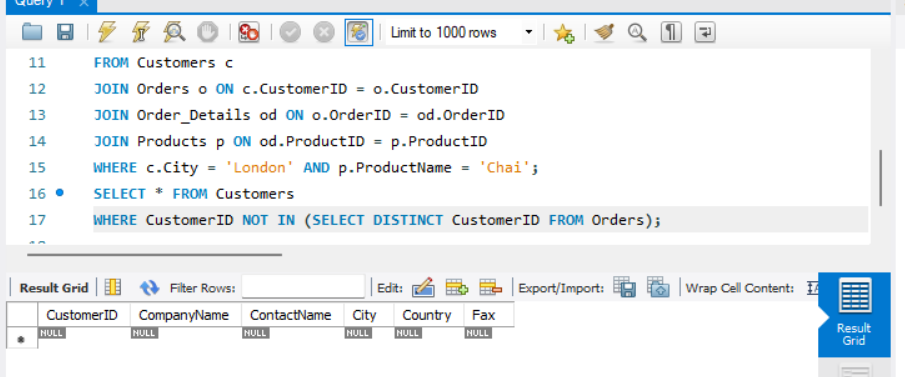 Query 1
Limit to 1000 rows
11 FROM Customers c
12 JOIN Orders o ON c.CustomerID = o.CustomerID
13 JOIN Order_Details od ON o.OrderID = od.OrderID
14 JOIN Products p ON od.ProductID = p.ProductID
15 WHERE c.City = 'London' AND p.ProductName = 'Chai';
16 SELECT * FROM Customers
17 WHERE CustomerID NOT IN (SELECT DISTINCT CustomerID FROM Orders);
Result Grid Filter Rows: Edit: Export/Import: Wrap Cell Content:
CustomerID CompanyName ContactName City Country Fax
NULL NULL NULL NULL NULL NULL
Result
Grid